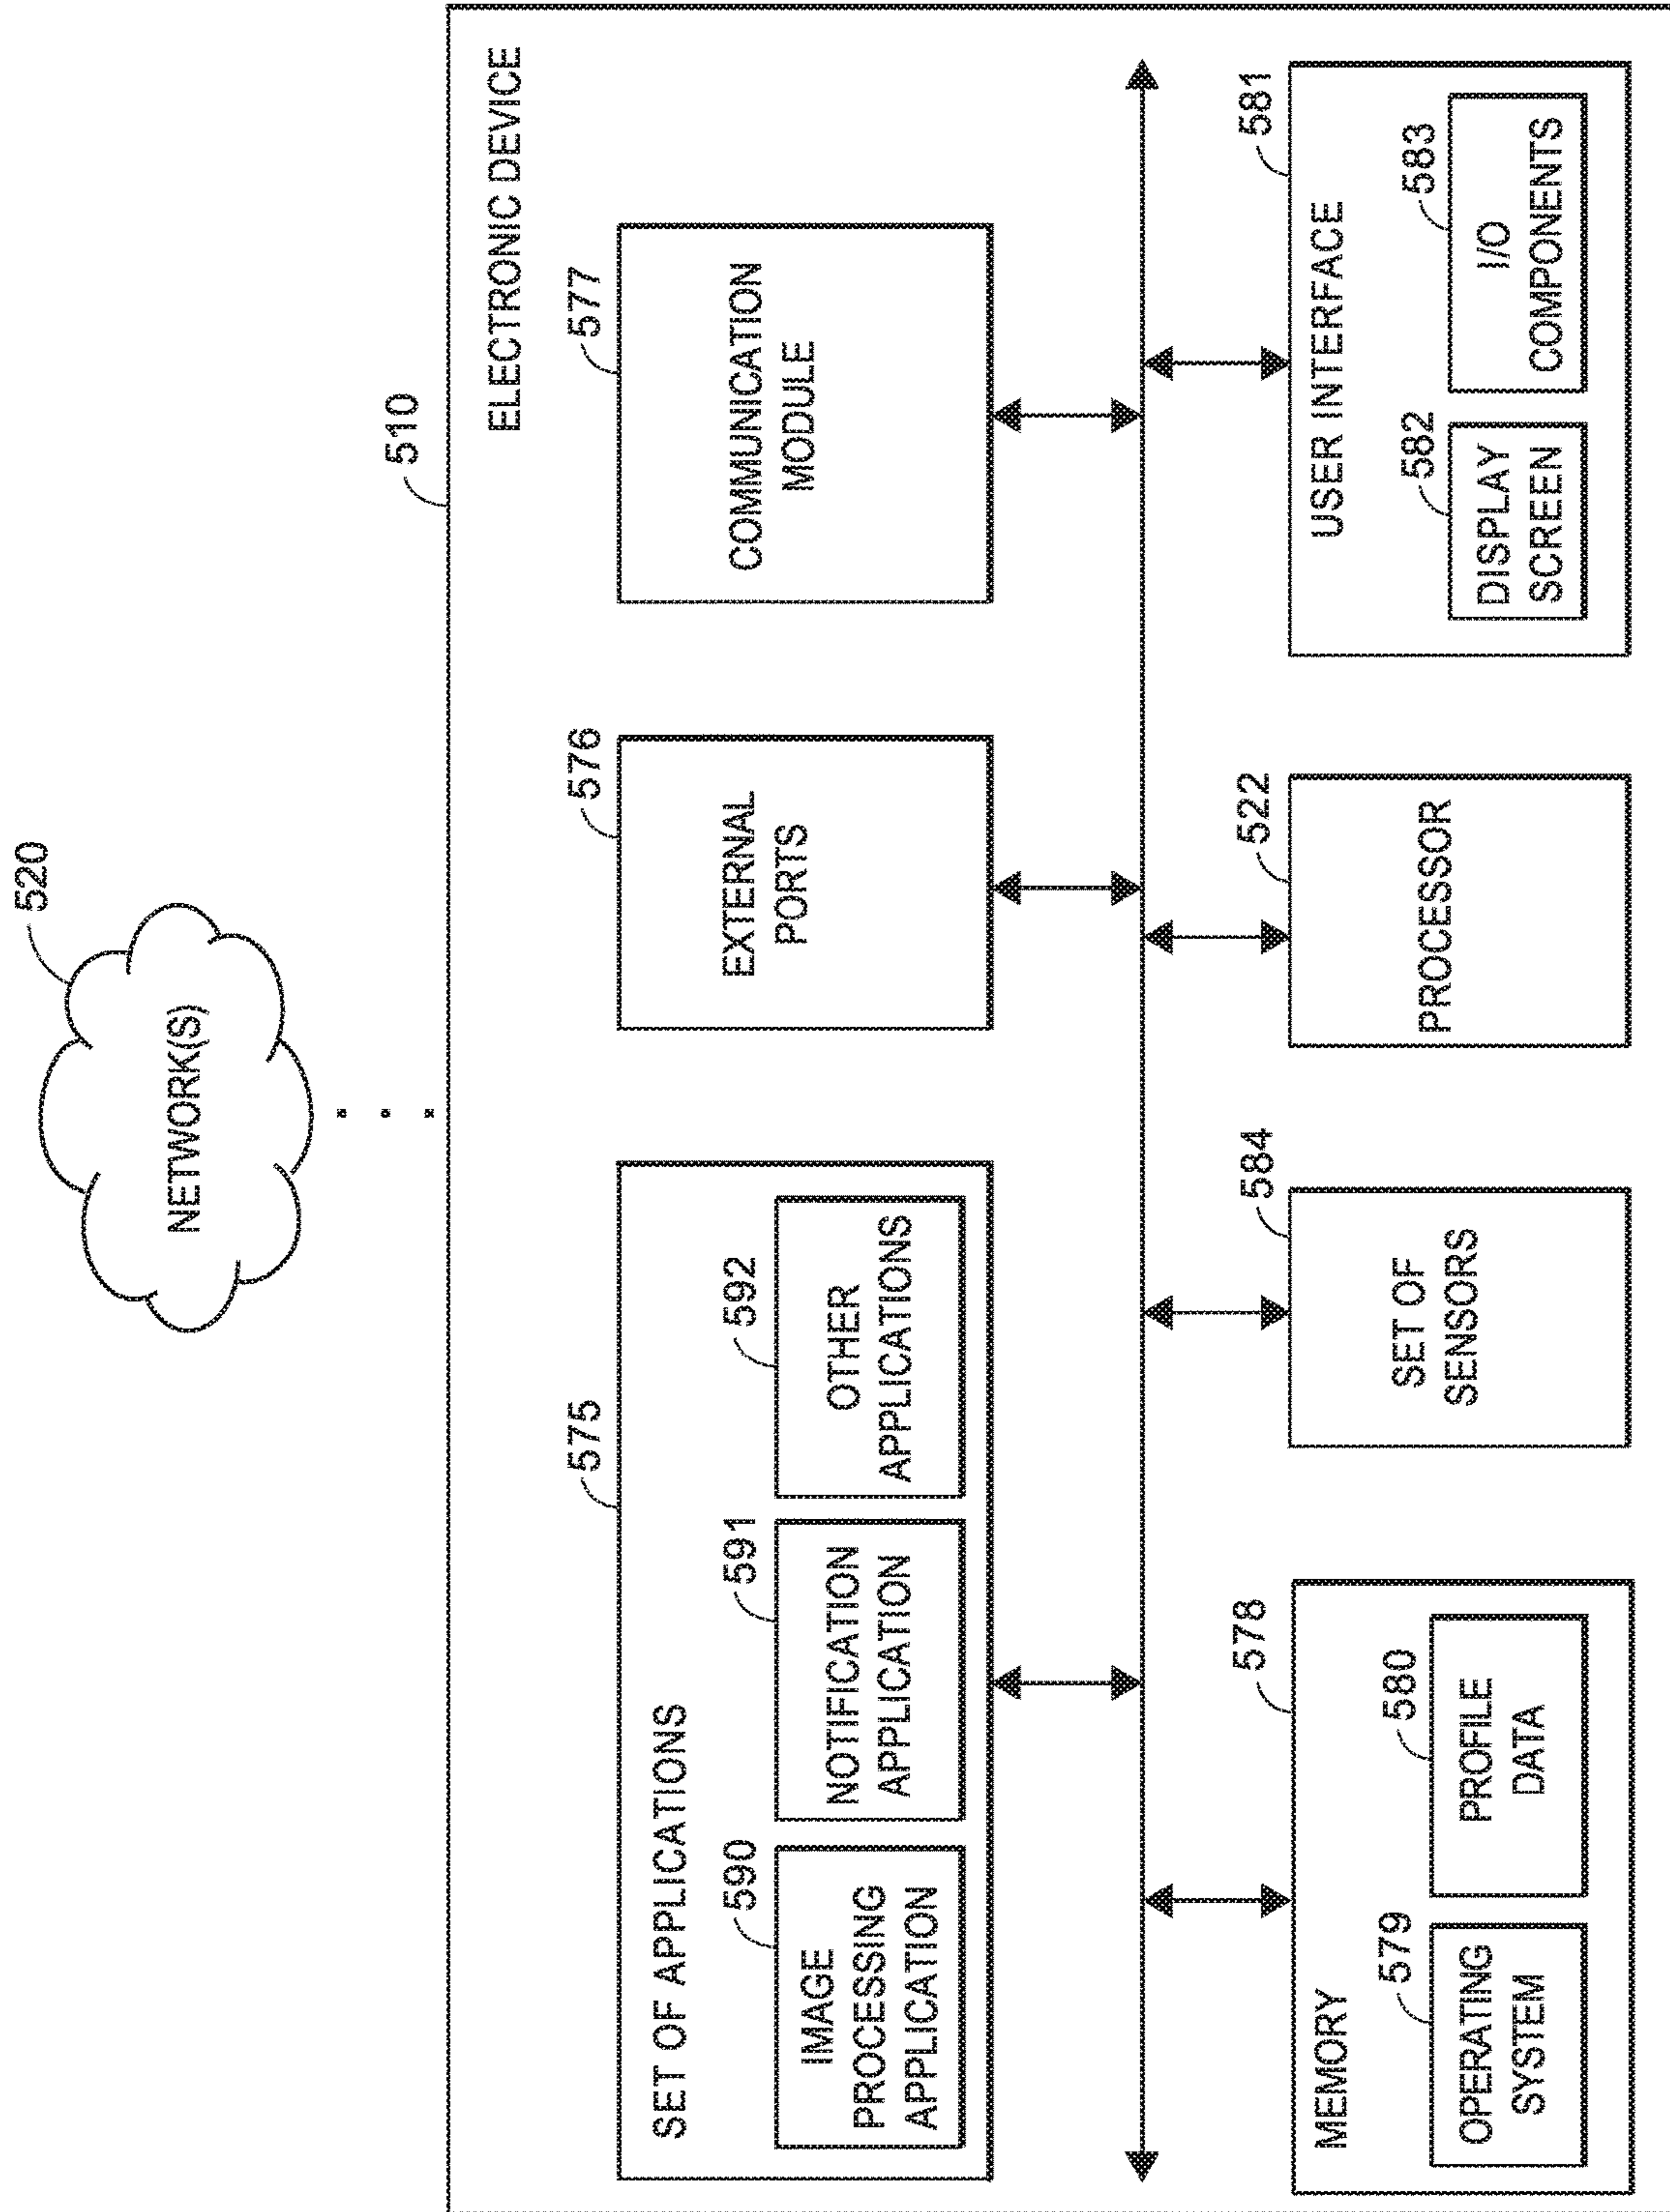 520
NETWORK(S)
510
ELECTRONIC DEVICE
575
SET OF APPLICATIONS
590
IMAGE
PROCESSING
APPLICATION
591
NOTIFICATION
APPLICATION
592
OTHER
APPLICATIONS
576
EXTERNAL
PORTS
577
COMMUNICATION
MODULE
578
MEMORY
579
OPERATING
SYSTEM
580
PROFILE
DATA
584
SET OF
SENSORS
522
PROCESSOR
581
USER INTERFACE
582
DISPLAY
SCREEN
583
I/O
COMPONENTS